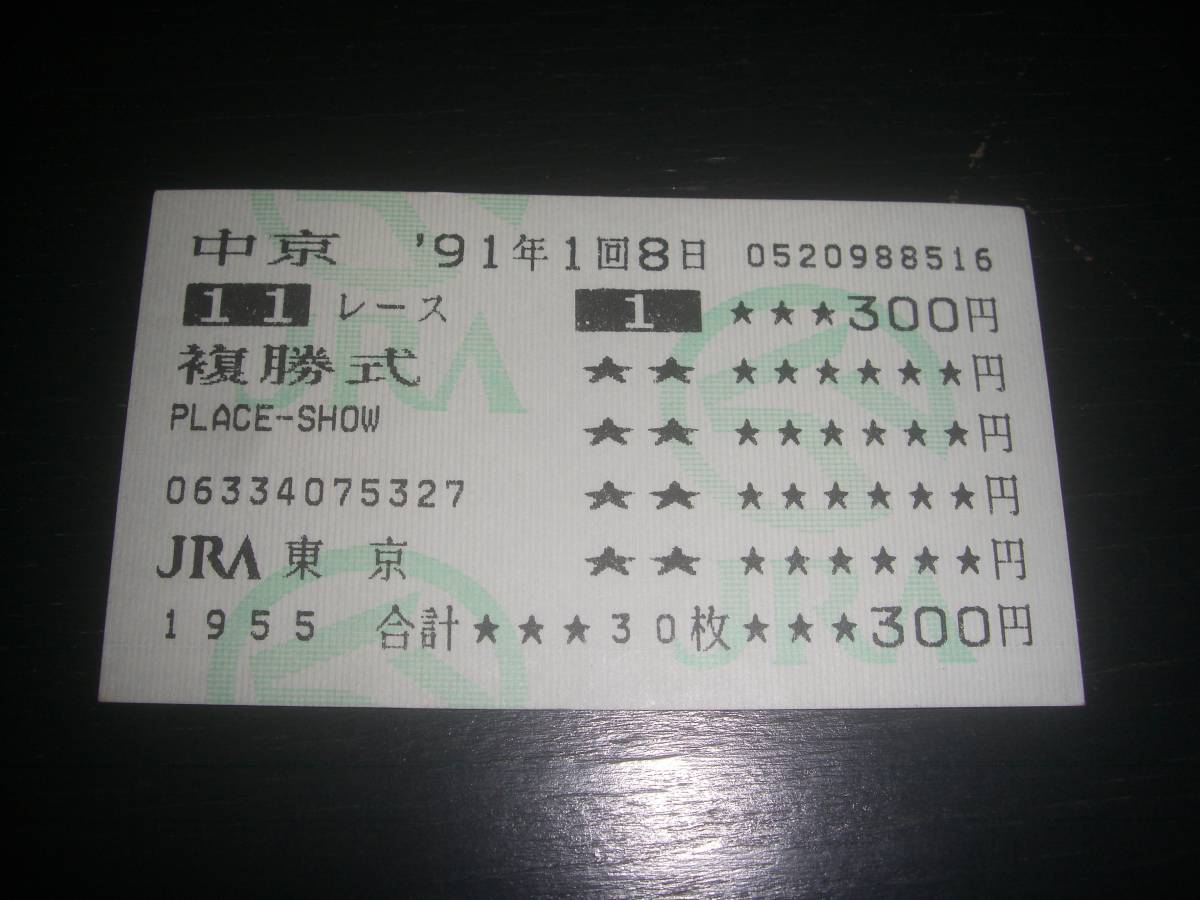 中京 '91年1回8日 0520988516
11 レース 1 ★★★300円
複勝式 ★★ ★★★★★★円
PLACE-SHOW ★★ ★★★★★★円
06334075327 ★★ ★★★★★★円
JRA 東京 ★★ ★★★★★★円
1955 合計★★★30枚★★★300円